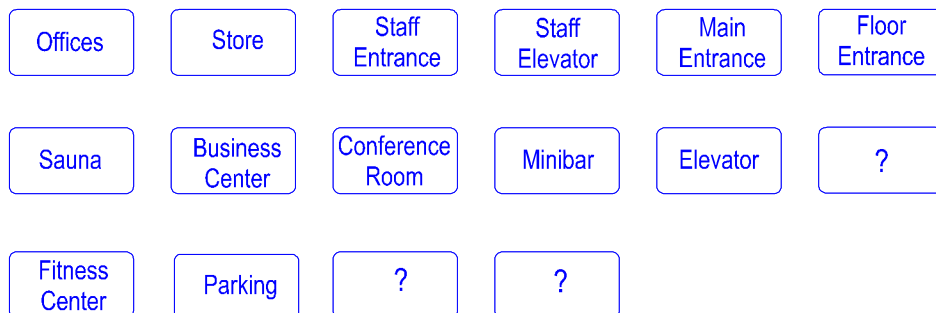 Offices
Store
Staff
Entrance
Staff
Elevator
Main
Entrance
Floor
Entrance
Sauna
Business
Center
Conference
Room
Minibar
Elevator
?
Fitness
Center
Parking
?
?